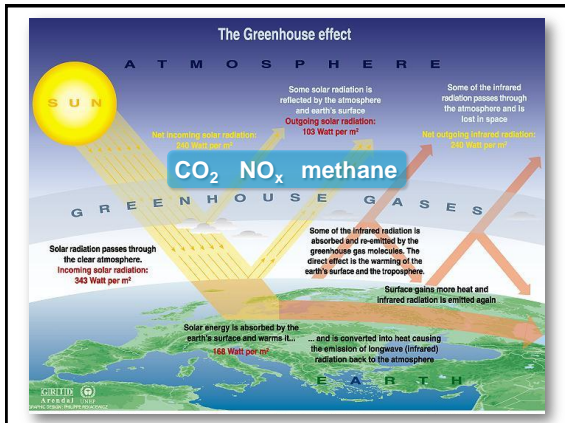 The Greenhouse effect
A T M O S P H E R E
S U N
Some solar radiation is
reflected by the atmosphere
and earth's surface
Outgoing solar radiation:
103 Watt per m²
Some of the infrared
radiation passes through
the atmosphere and is
lost in space
Net outgoing infrared radiation:
240 Watt per m²
Net incoming solar radiation:
240 Watt per m²
CO₂ NOₓ methane
G R E E N H O U S E G A S E S
Solar radiation passes through
the clear atmosphere.
Incoming solar radiation:
343 Watt per m²
Some of the infrared radiation is
absorbed and re-emitted by the
greenhouse gas molecules. The
direct effect is the warming of the
earth's surface and the troposphere.
Surface gains more heat and
infrared radiation is emitted again
Solar energy is absorbed by the
earth's surface and warms it...
168 Watt per m²
... and is converted into heat causing
the emission of longwave (infrared)
radiation back to the atmosphere
E A R T H
G R I D
Arendal UNEP
GRAPHIC DESIGN: PHILIPPE REKACEWICZ